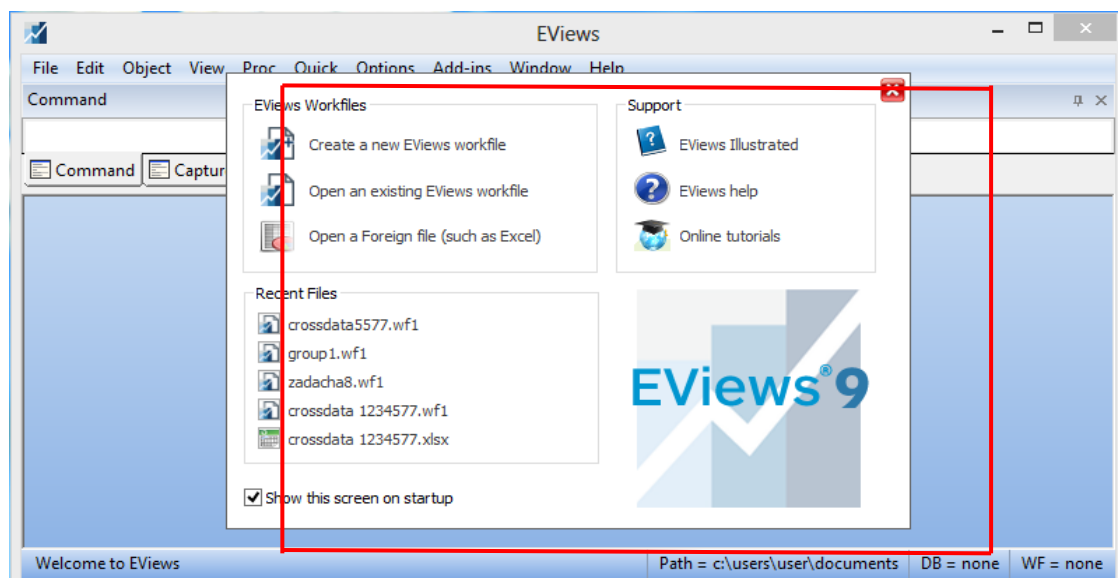 EViews
File Edit Object View Proc Quick Options Add-ins Window Help
Command
Command Captur
EViews Workfiles
Create a new EViews workfile
Open an existing EViews workfile
Open a Foreign file (such as Excel)
Support
EViews Illustrated
EViews help
Online tutorials
Recent Files
crossdata5577.wf1
group1.wf1
zadacha8.wf1
crossdata 1234577.wf1
crossdata 1234577.xlsx
EViews®9
Show this screen on startup
Welcome to EViews Path = c:\users\user\documents DB = none WF = none